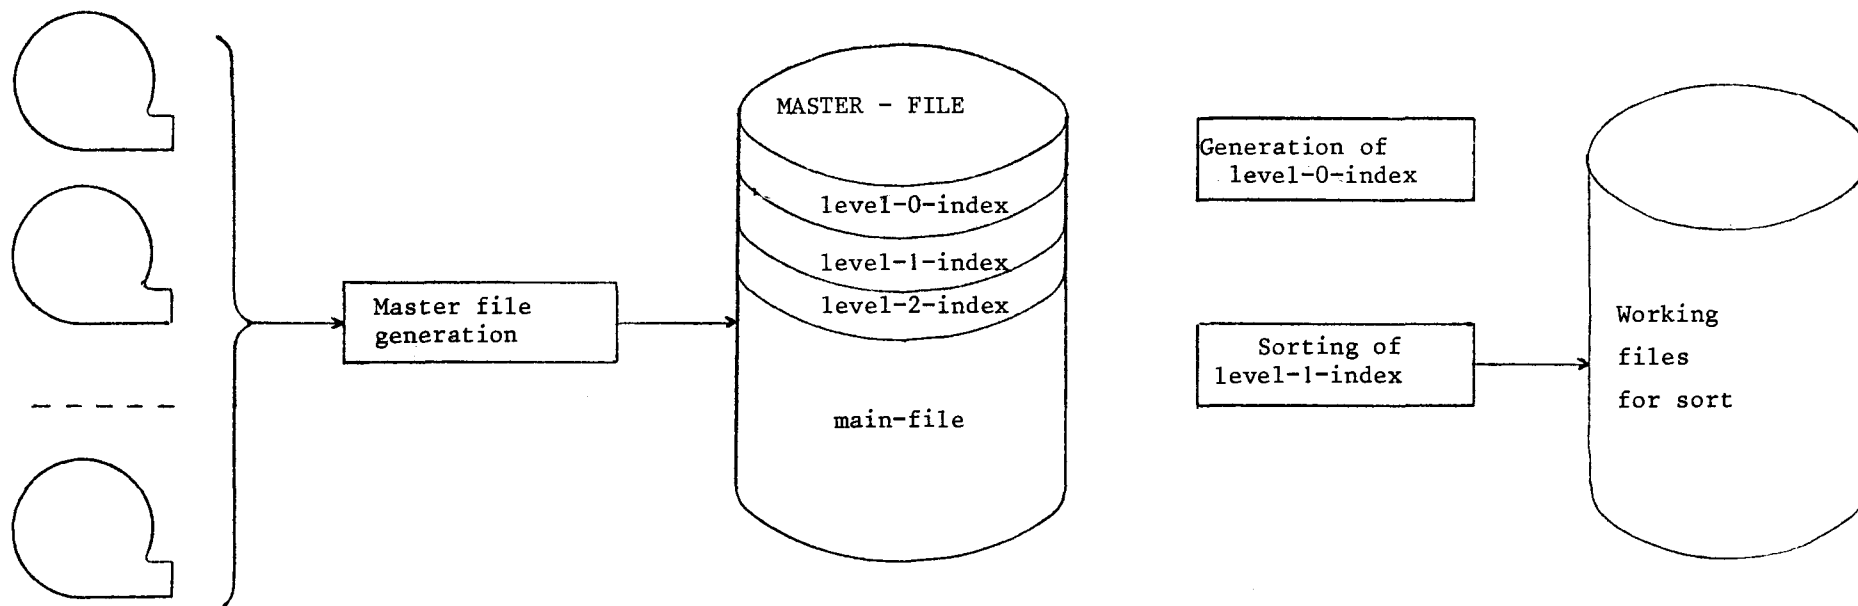 MASTER - FILE
level-0-index
level-1-index
level-2-index
main-file
Master file
generation
Generation of
level-0-index
Sorting of
level-1-index
Working
files
for sort